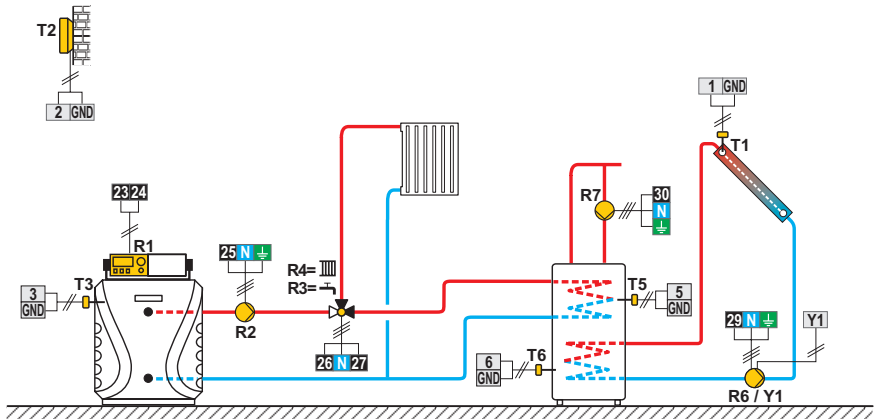 T2
2 GND
1 GND
T1
23 24
R1
R7
30
N
25 N
R4=
R3=
T3
3
GND
T5
5
GND
R2
29 N
Y1
26 N 27
6
GND
T6
R6 / Y1